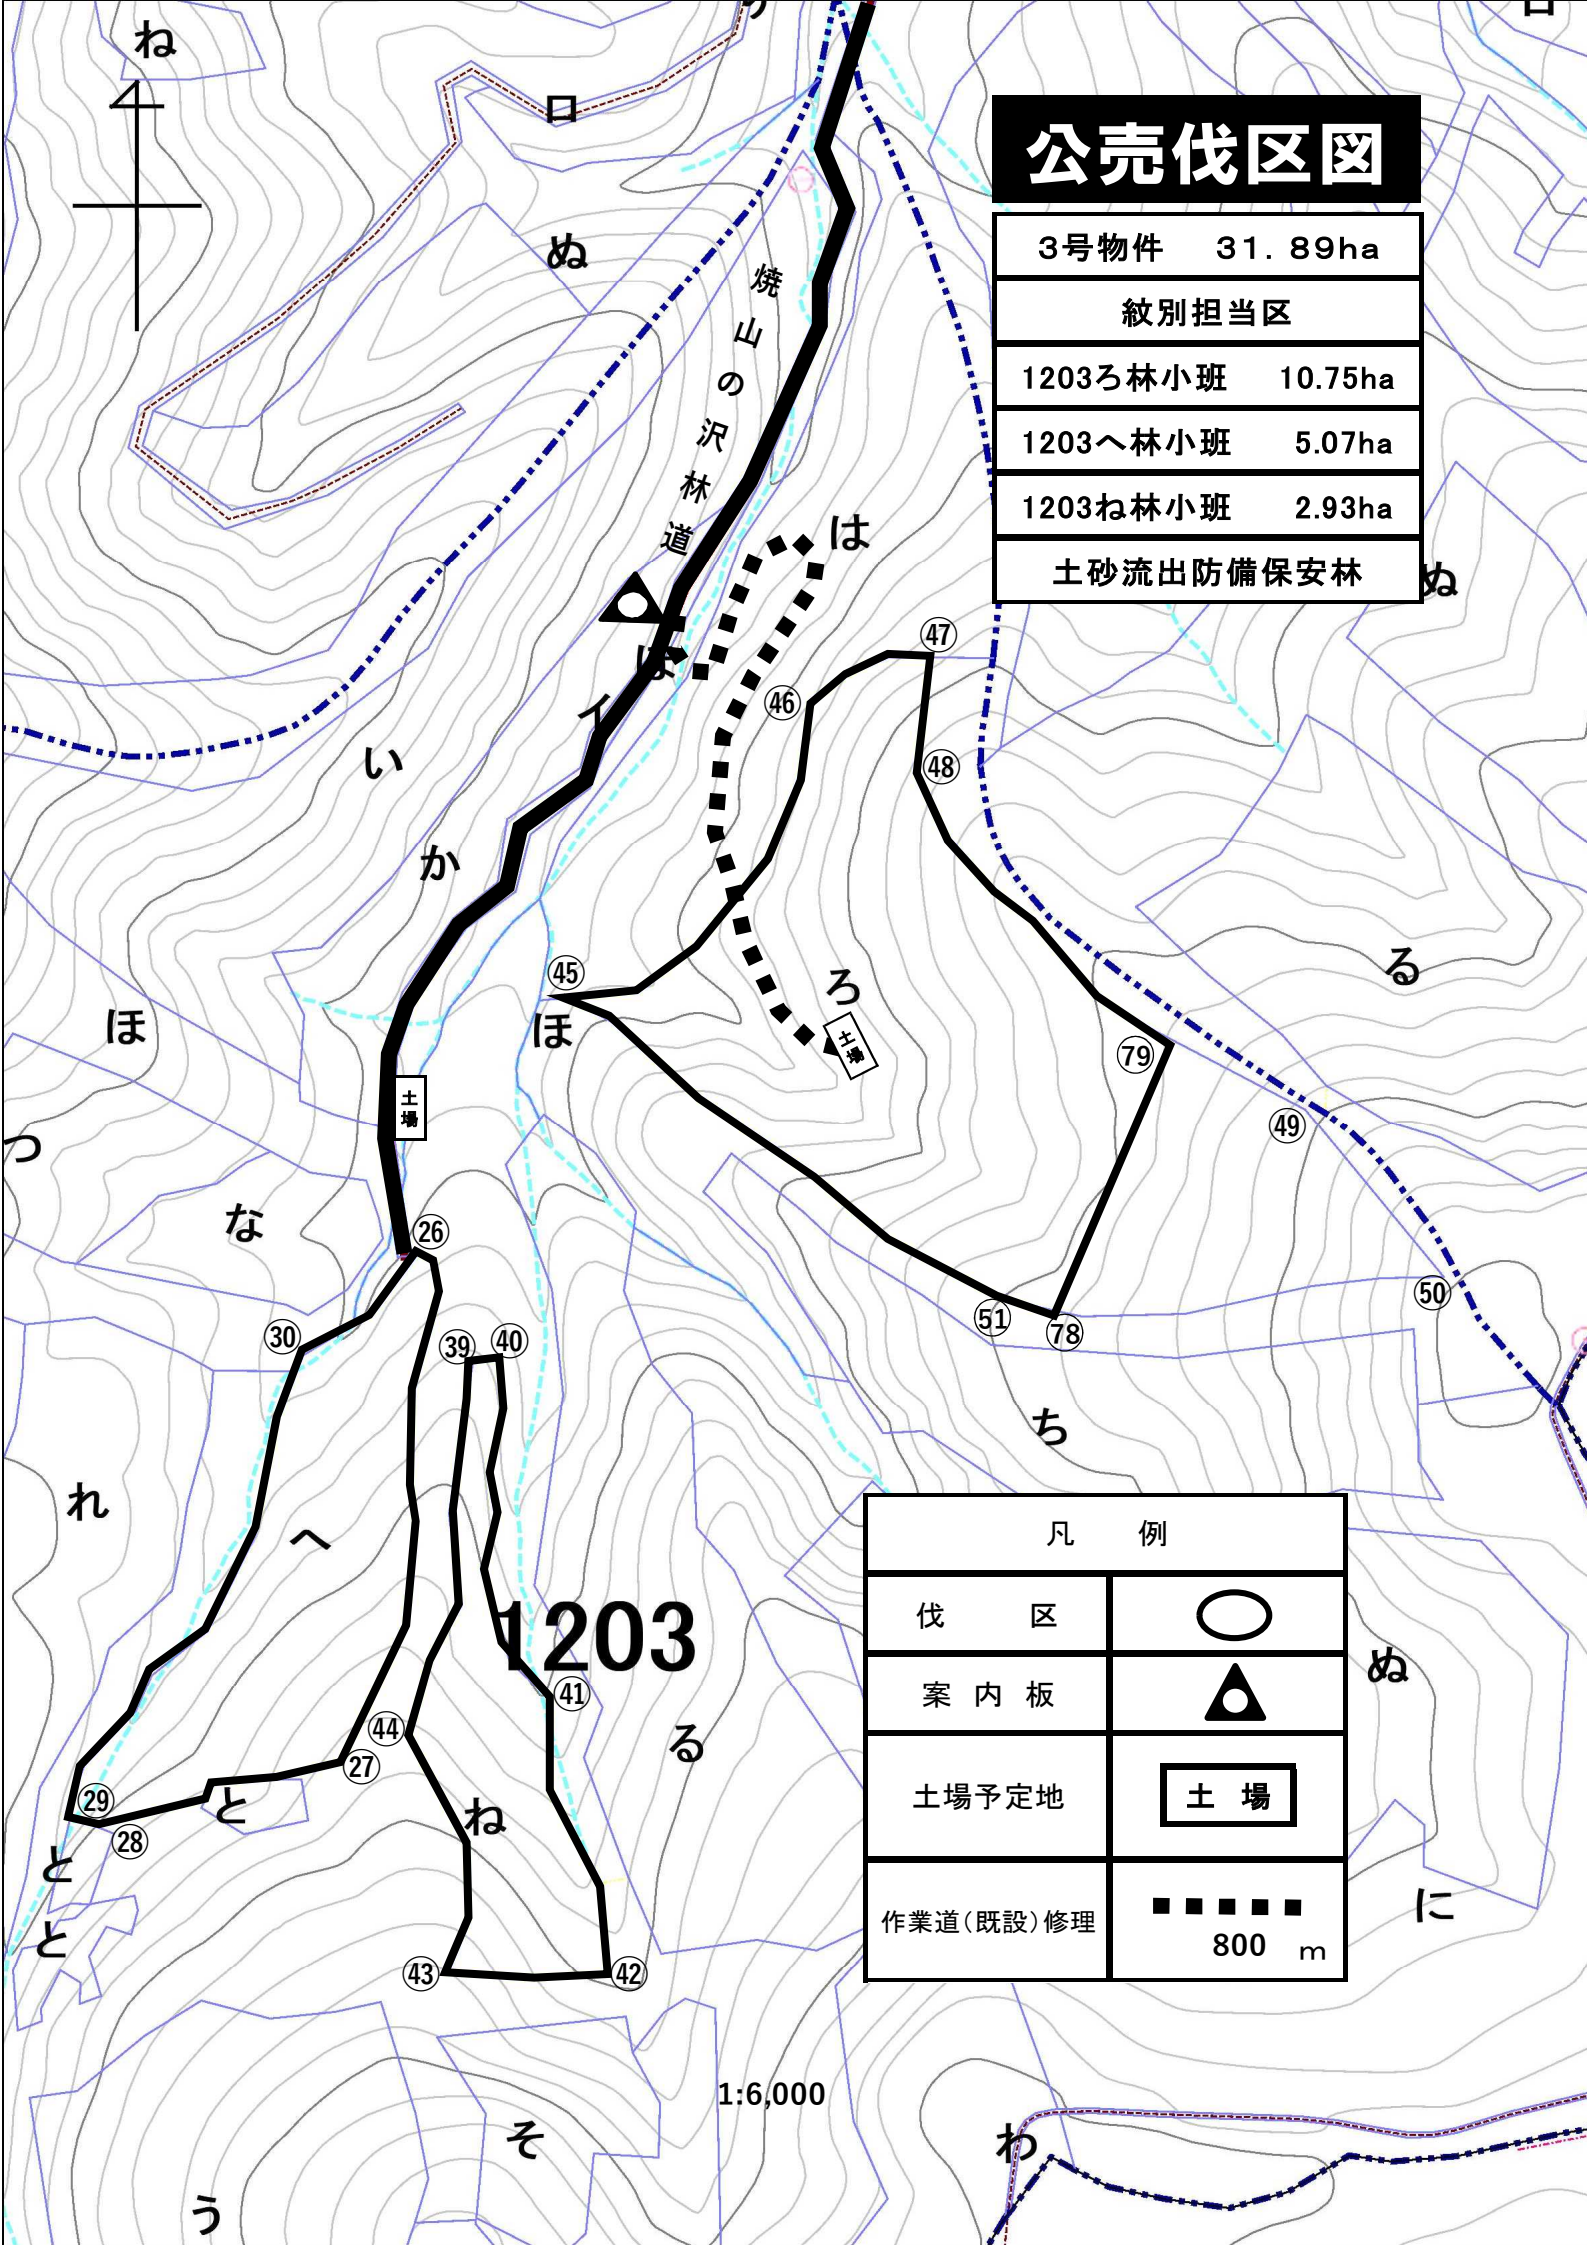 ね
ロ
公売伐区図
3号物件 31.89ha
紋別担当区
1203ろ林小班 10.75ha
1203へ林小班 5.07ha
1203ね林小班 2.93ha
土砂流出防備保安林
ぬ
焼山の沢林道
は
ぬ
㊼
ほ
㊻
イ
い
㊽
か
る
㊺
ろ
ほ
ほ
土場
79
土場
㊾
つ
な
㉖
㊿
51
78
㉚
㊴
㊵
ち
れ
へ
1203
㊶
る
㊹
㉗
㉙
と
㉘
ね
と
と
㊸
㊷
凡 例
伐 区
案 内 板
土場予定地
土 場
作業道(既設)修理
800 m
ぬ
に
1:6,000
そ
わ
う